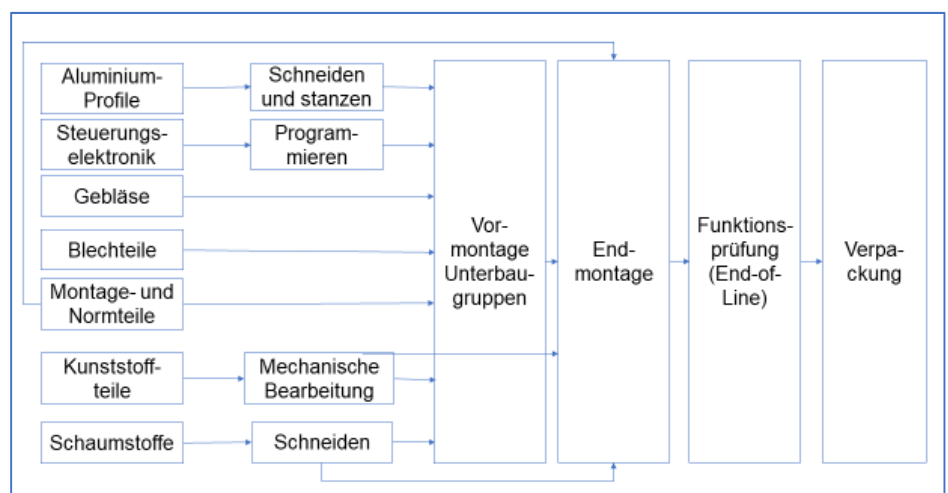 Aluminium-
Profile
Schneiden
und stanzen
Steuerungs-
elektronik
Program-
mieren
Gebläse
Blechteile
Montage- und
Normteile
Kunststoff-
teile
Mechanische
Bearbeitung
Schaumstoffe
Schneiden
Vor-
montage
Unterbau-
gruppen
End-
montage
Funktions-
prüfung
(End-of-
Line)
Verpa-
ckung